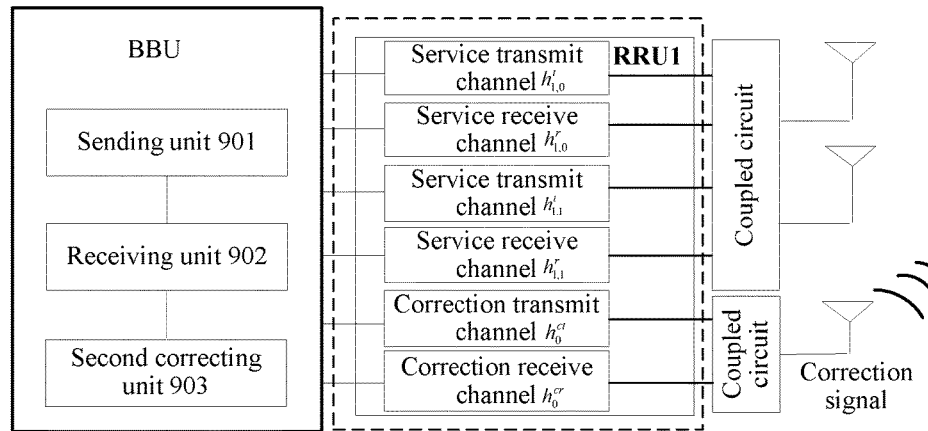 BBU
Sending unit 901
Receiving unit 902
Second correcting
unit 903
RRU1
Service transmit
channel h^t_{1,0}
Service receive
channel h^r_{1,0}
Service transmit
channel h^t_{1,1}
Service receive
channel h^r_{1,1}
Correction transmit
channel h^{ct}_0
Correction receive
channel h^{cr}_0
Coupled circuit
Coupled
circuit
Correction
signal